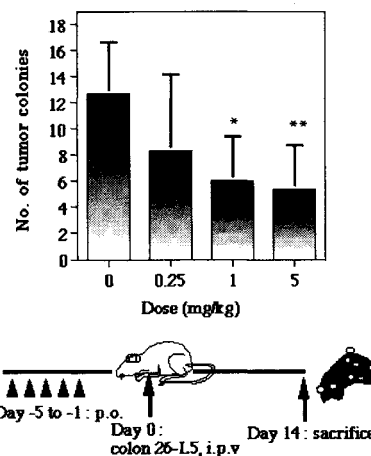 No. of tumor colonies
18
16
14
12
10
8
6
4
2
0
*
**
0 0.25 1 5
Dose (mg/kg)
Day -5 to -1 : p.o.
Day 0 :
colon 26-L5, i.p.v
Day 14 : sacrifice